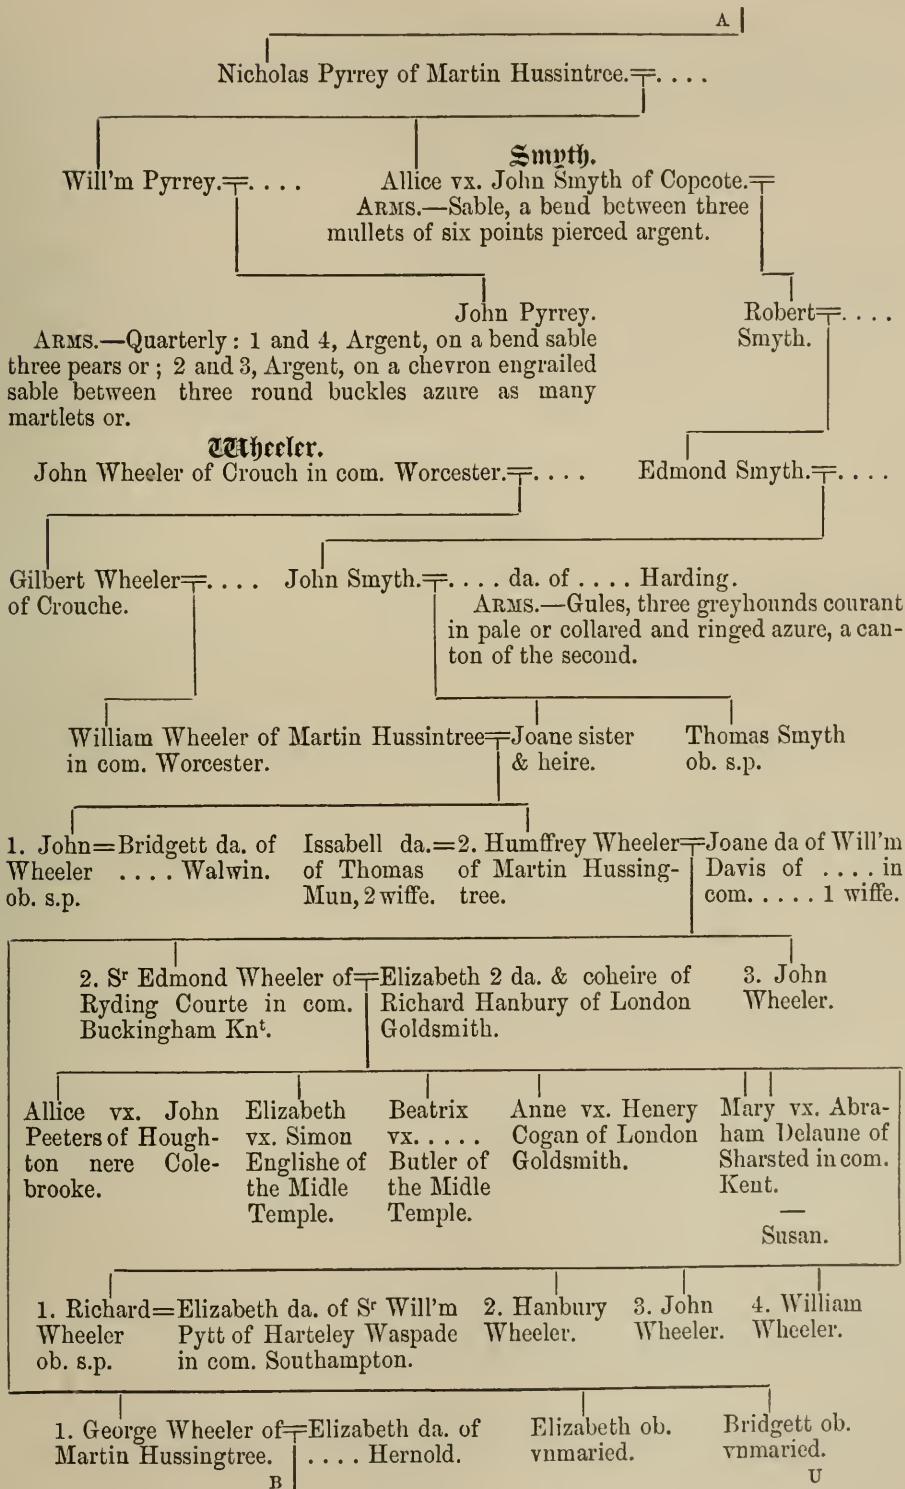 A
Nicholas Pyrrey of Martin Hussintree.=. . . .
Smyth.
Will'm Pyrrey.=. . . .
Allice vx. John Smyth of Copcote.=
ARMS.—Sable, a bend between three
mullets of six points pierced argent.
John Pyrrey.
ARMS.—Quarterly: 1 and 4, Argent, on a bend sable
three pears or; 2 and 3, Argent, on a chevron engrailed
sable between three round buckles azure as many
martlets or.
Robert=. . . .
Smyth.
Wheeler.
John Wheeler of Crouch in com. Worcester.=. . . .
Edmond Smyth.=. . . .
Gilbert Wheeler=. . . .
of Crouche.
John Smyth.=. . . . da. of . . . . Harding.
ARMS.—Gules, three greyhounds courant
in pale or collared and ringed azure, a can-
ton of the second.
William Wheeler of Martin Hussintree=Joane sister
in com. Worcester.
& heire.
Thomas Smyth
ob. s.p.
1. John=Bridgett da. of
Wheeler . . . . Walwin.
ob. s.p.
Issabell da.=2. Humffrey Wheeler=Joane da of Will'm
of Thomas of Martin Hussing- Davis of . . . . in
Mun, 2 wiffe. tree. com. . . . . 1 wiffe.
2. Sr Edmond Wheeler of=Elizabeth 2 da. & coheire of
Ryding Courte in com. Richard Hanbury of London
Buckingham Knt. Goldsmith.
3. John
Wheeler.
Allice vx. John
Peeters of Hough-
ton nere Cole-
brooke.
Elizabeth
vx. Simon
Englishe of
the Midle
Temple.
Beatrix
vx. . . . .
Butler of
the Midle
Temple.
Anne vx. Henery
Cogan of London
Goldsmith.
Mary vx. Abra-
ham Delaune of
Sharsted in com.
Kent.
—
Susan.
1. Richard=Elizabeth da. of Sr Will'm
Wheeler Pytt of Harteley Waspade
ob. s.p. in com. Southampton.
2. Hanbury
Wheeler.
3. John
Wheeler.
4. William
Wheeler.
1. George Wheeler of=Elizabeth da. of
Martin Hussingtree. . . . . Hernold.
Elizabeth ob.
vnmaried.
Bridgett ob.
vnmaried.
B
U